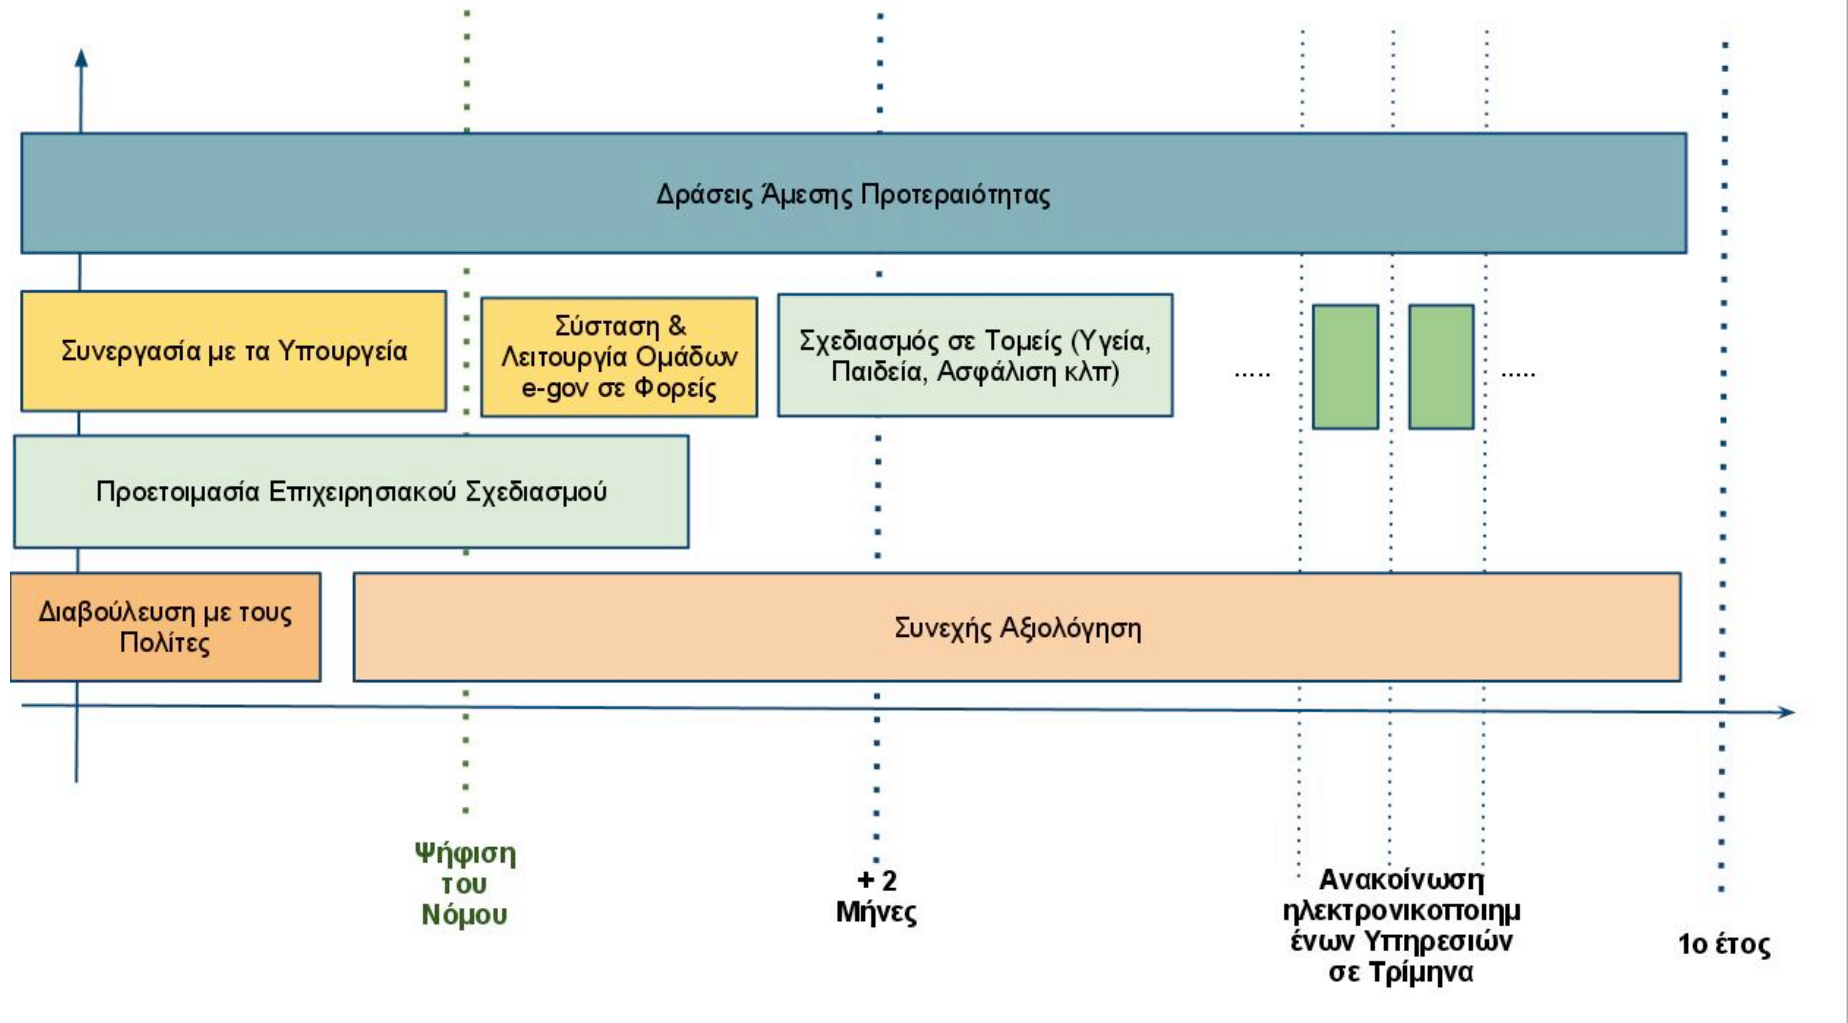 Δράσεις Άμεσης Προτεραιότητας
Συνεργασία με τα Υπουργεία
Σύσταση &
Λειτουργία Ομάδων
e-gov σε Φορείς
Σχεδιασμός σε Τομείς (Υγεία,
Παιδεία, Ασφάλιση κλπ)
.....
.....
Προετοιμασία Επιχειρησιακού Σχεδιασμού
Διαβούλευση με τους
Πολίτες
Συνεχής Αξιολόγηση
Ψήφιση
του
Νόμου
+ 2
Μήνες
Ανακοίνωση
ηλεκτρονικοποιημ
ένων Υπηρεσιών
σε Τρίμηνα
1ο έτος